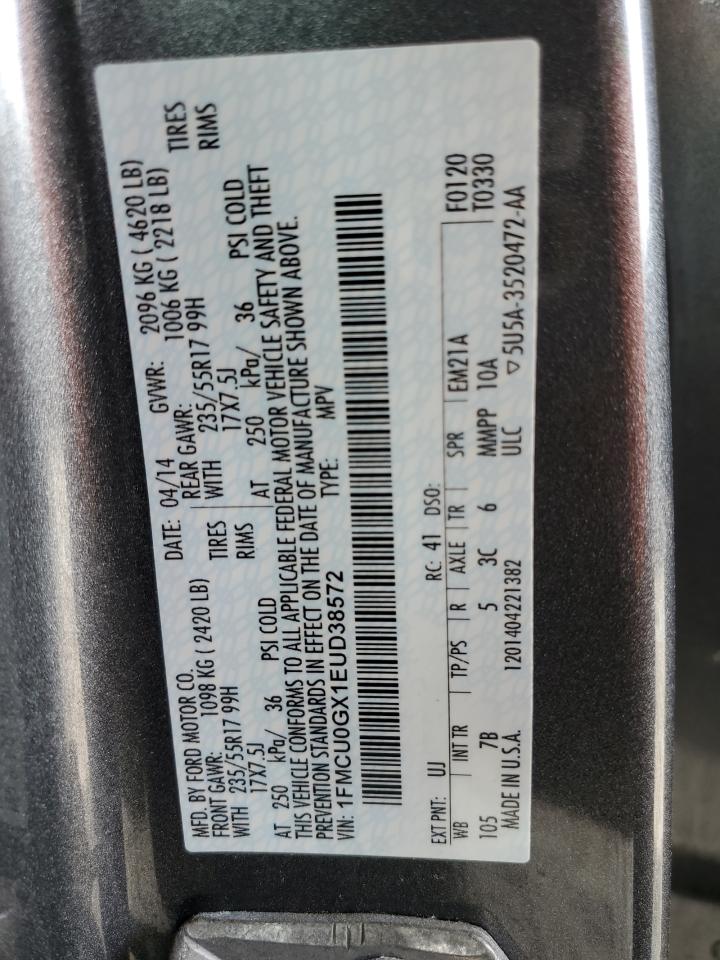 MFD. BY FORD MOTOR CO.
DATE: 04/14 GVWR: 2096 KG ( 4620 LB)
FRONT GAWR: 1098 KG ( 2420 LB)
REAR GAWR: 1006 KG ( 2218 LB)
WITH 235/55R17 99H TIRES
WITH 235/55R17 99H TIRES
17X7.5J RIMS
17X7.5J RIMS
AT 250 kPa/ 36 PSI COLD
AT 250 kPa/ 36 PSI COLD
THIS VEHICLE CONFORMS TO ALL APPLICABLE FEDERAL MOTOR VEHICLE SAFETY AND THEFT
PREVENTION STANDARDS IN EFFECT ON THE DATE OF MANUFACTURE SHOWN ABOVE.
VIN: 1FMCU0GX1EUD38572 TYPE: MPV
F0120
T0330
EXT PNT: UJ RC: 41 DSO:
WB INT TR TP/PS R AXLE TR SPR EM21A
105 7B 5 3C 6 MMPP 10A
MADE IN U.S.A. 1201404221382 ULC ▽5U5A-3520472-AA